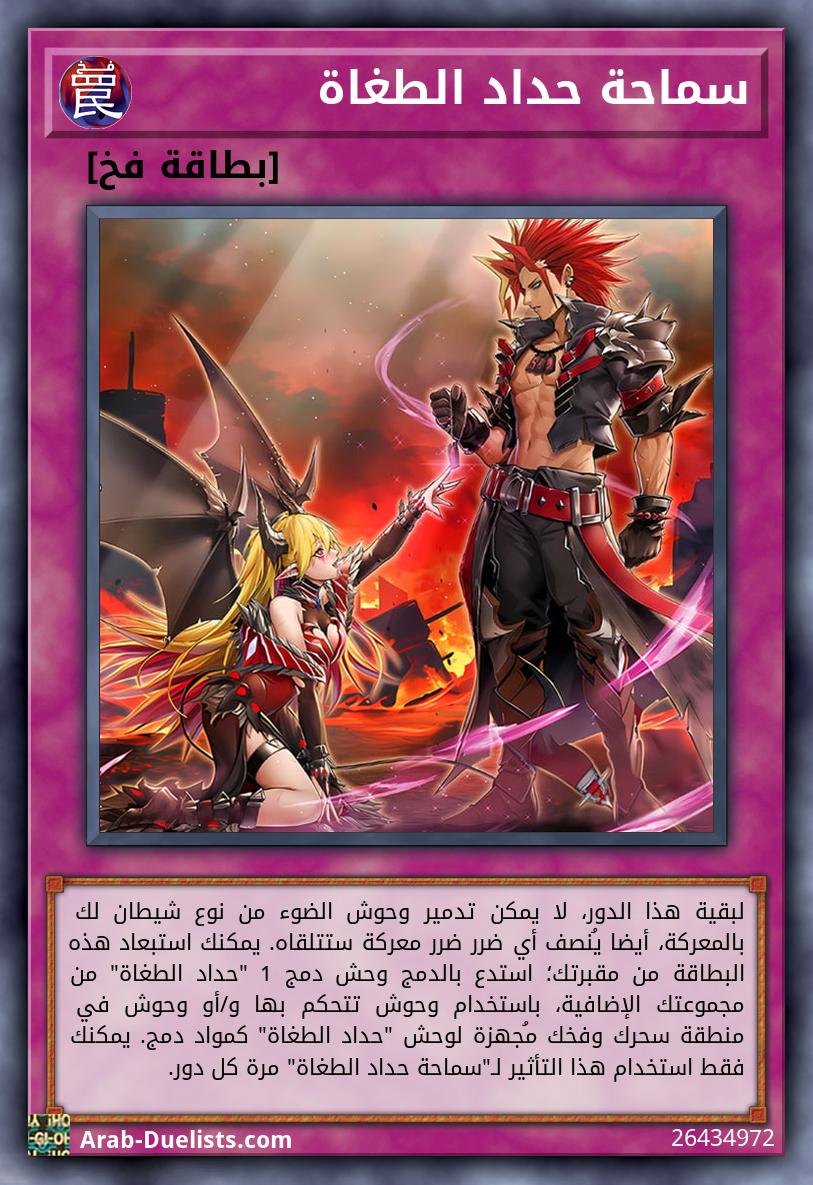 سماحة حداد الطغاة
فخ
罠
[بطاقة فخ]
لبقية هذا الدور، لا يمكن تدمير وحوش الضوء من نوع شيطان لك
بالمعركة، أيضا يُنصف أي ضرر ضرر معركة ستتلقاه. يمكنك استبعاد هذه
البطاقة من مقبرتك؛ استدع بالدمج وحش دمج 1 "حداد الطغاة" من
مجموعتك الإضافية، باستخدام وحوش تتحكم بها و/أو وحوش في
منطقة سحرك وفخك مُجهزة لوحش "حداد الطغاة" كمواد دمج. يمكنك
فقط استخدام هذا التأثير لـ"سماحة حداد الطغاة" مرة كل دور.
Arab-Duelists.com
26434972